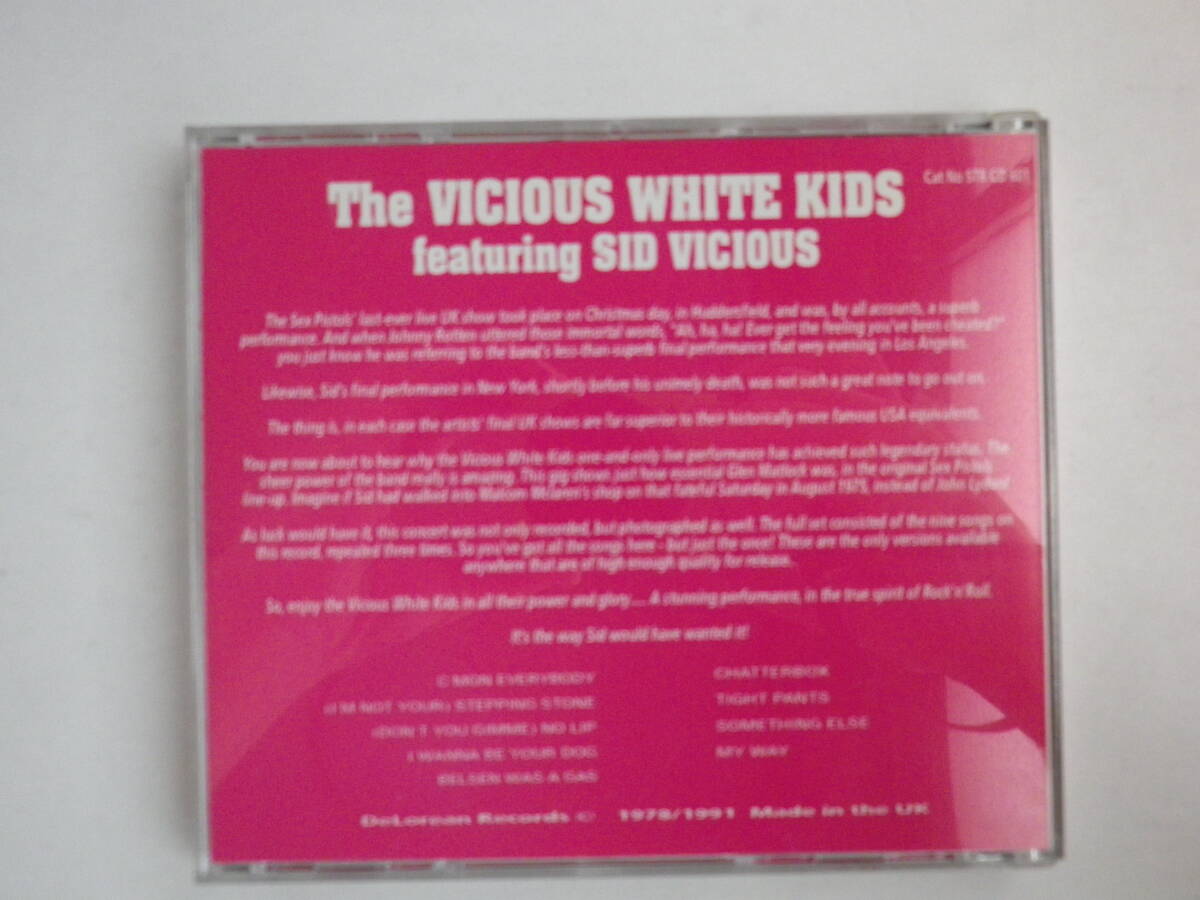 The VICIOUS WHITE KIDS
Cat No STR CD
featuring SID VICIOUS
The Sex Pistols' last-ever live UK show took place on Christmas day, in Huddersfield, and was, by all accounts, a superb
performance. And when Johnny Rotten uttered those immortal words, "Ah, ha, ha! Ever get the feeling you've been cheated?"
you just know he was referring to the band's less-than-superb final performance that very evening in Los Angeles.
Likewise, Sid's final performance in New York, shortly before his untimely death, was not such a great note to go out on.
The thing is, in each case the artists' final UK shows are far superior to their historically more famous USA equivalents.
You are now about to hear why the Vicious White Kids one-and-only live performance has achieved such legendary status. The
sheer power of the band really is amazing. This gig shows just how essential Glen Matlock was, in the original Sex Pistols
line-up. Imagine if Sid had walked into Malcom Mclaren's shop on that fateful Saturday in August 1975, instead of John Lydon!
As luck would have it, this concert was not only recorded, but photographed as well. The full set consisted of the nine songs on
this record, repeated three times. So you've got all the songs here - but just the once! These are the only versions available
anywhere that are of high enough quality for release.
So, enjoy the Vicious White Kids in all their power and glory.... A stunning performance, in the true spirit of Rock'n'Roll.
It's the way Sid would have wanted it!
C'MON EVERYBODY
(I'M NOT YOUR) STEPPING STONE
(DON'T YOU GIMME) NO LIP
I WANNA BE YOUR DOG
BELSEN WAS A GAS
CHATTERBOX
TIGHT PANTS
SOMETHING ELSE
MY WAY
DeLorean Records © 1978/1991 Made in the UK